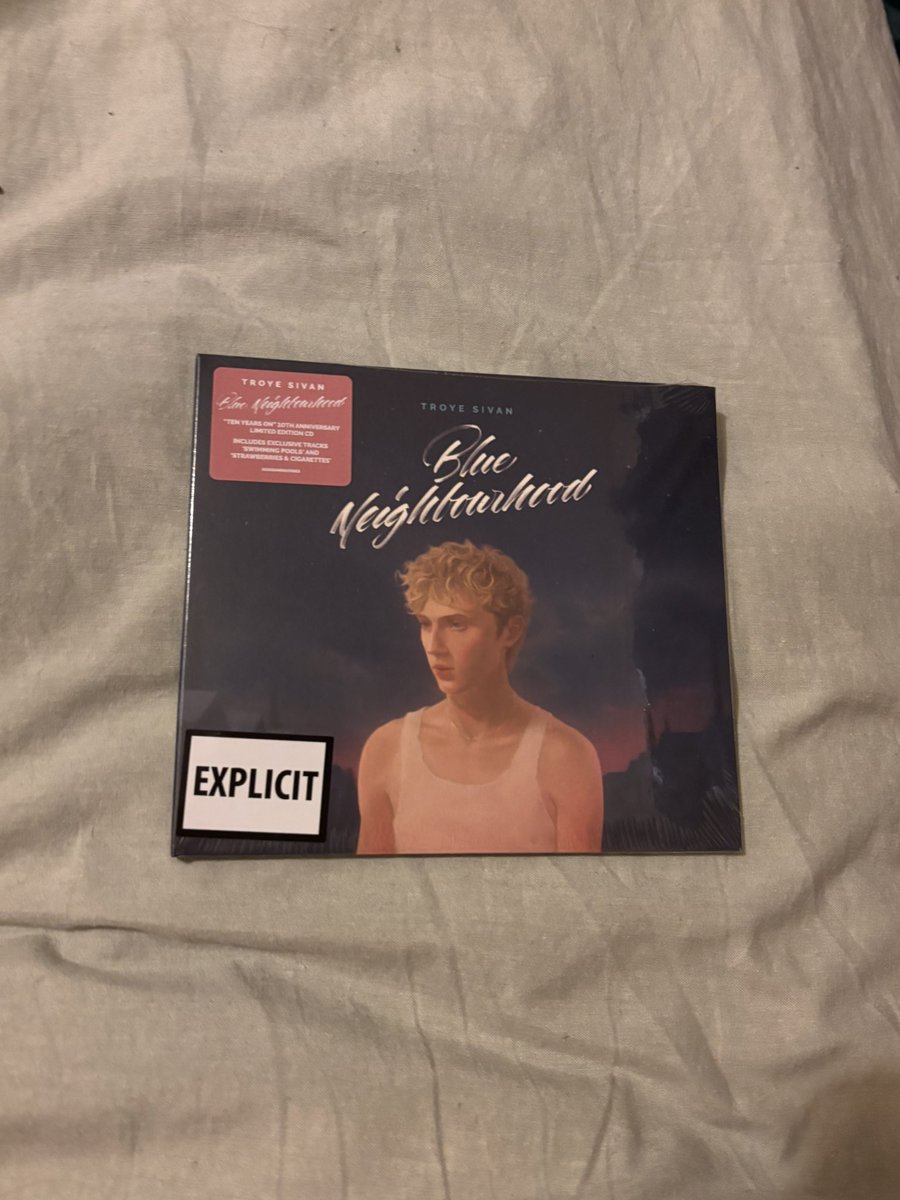 TROYE SIVAN
Blue Neighbourhood
"TEN YEARS ON" 10TH ANNIVERSARY
LIMITED EDITION CD
INCLUDES EXCLUSIVE TRACKS
'SWIMMING POOLS' AND
'STRAWBERRIES & CIGARETTES'
TROYE SIVAN
Blue
Neighbourhood
EXPLICIT